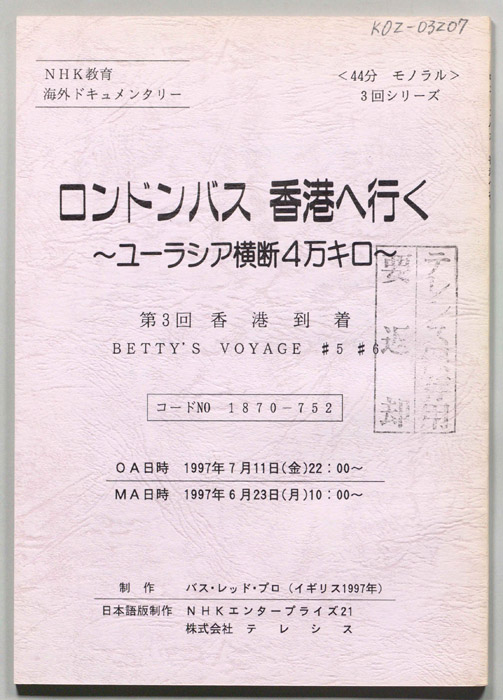 KDZ-03207
NHK教育
海外ドキュメンタリー
＜44分 モノラル＞
3回シリーズ
ロンドンバス 香港へ行く
～ユーラシア横断4万キロ～
第3回 香港到着
BETTY'S VOYAGE ♯5 ♯6
要返却
コードNO 1870-752
OA日時 1997年7月11日(金)22：00～
MA日時 1997年6月23日(月)10：00～
制作 バス・レッド・プロ（イギリス1997年）
日本語版制作 NHKエンタープライズ21
株式会社 テレシス